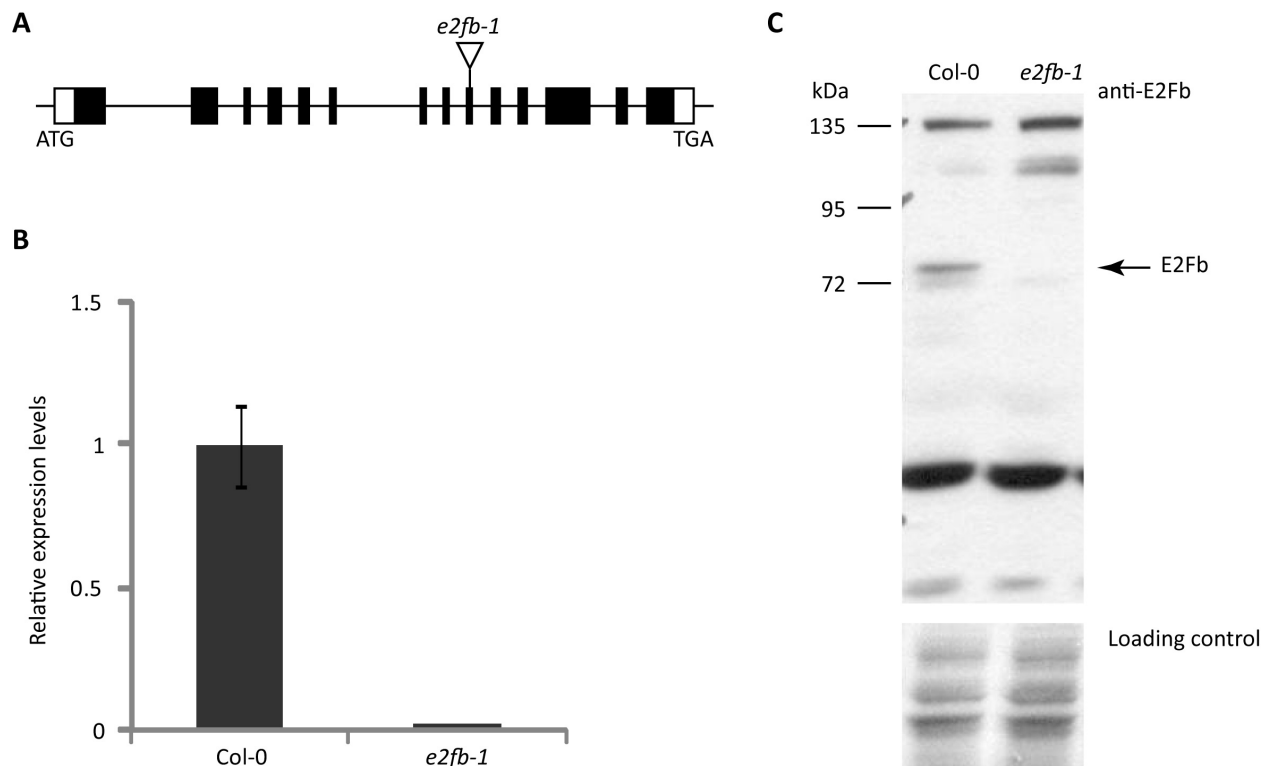 A
e2fb-1
ATG
TGA
B
Relative expression levels
1.5
1
0.5
0
Col-0
e2fb-1
C
Col-0
e2fb-1
kDa
anti-E2Fb
135
95
72
E2Fb
Loading control